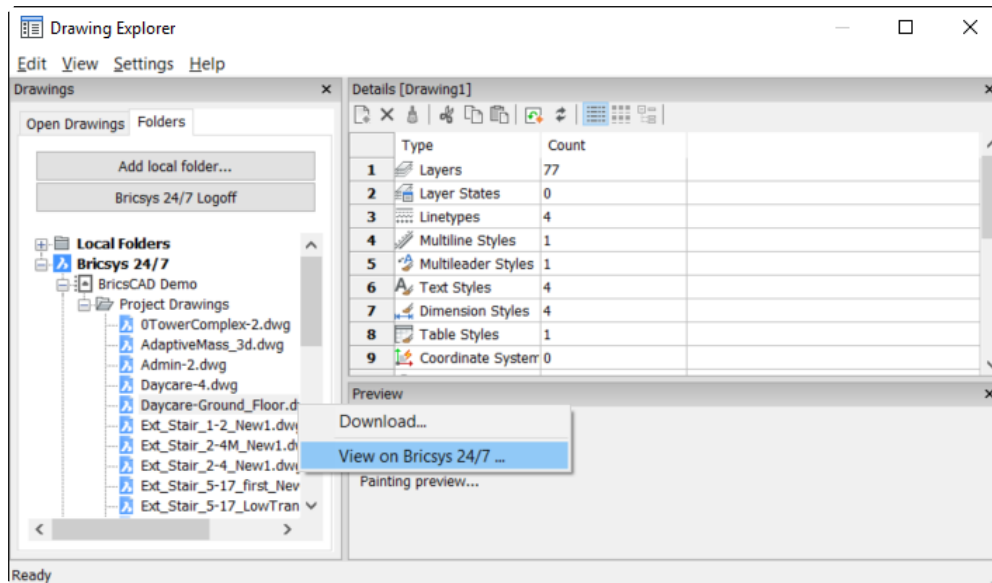 Drawing Explorer
Edit View Settings Help
Drawings
Open Drawings Folders
Add local folder...
Bricsys 24/7 Logoff
Local Folders
Bricsys 24/7
BricsCAD Demo
Project Drawings
0TowerComplex-2.dwg
AdaptiveMass_3d.dwg
Admin-2.dwg
Daycare-4.dwg
Daycare-Ground_Floor.d
Ext_Stair_1-2_New1.dwg
Ext_Stair_2-4M_New1.d
Ext_Stair_2-4_New1.dwg
Ext_Stair_5-17_first_New
Ext_Stair_5-17_LowTran
Details [Drawing1]
Type Count
1 Layers 77
2 Layer States 0
3 Linetypes 4
4 Multiline Styles 1
5 Multileader Styles 1
6 Text Styles 4
7 Dimension Styles 4
8 Table Styles 1
9 Coordinate System 0
Preview
Download...
View on Bricsys 24/7 ...
Painting preview...
Ready